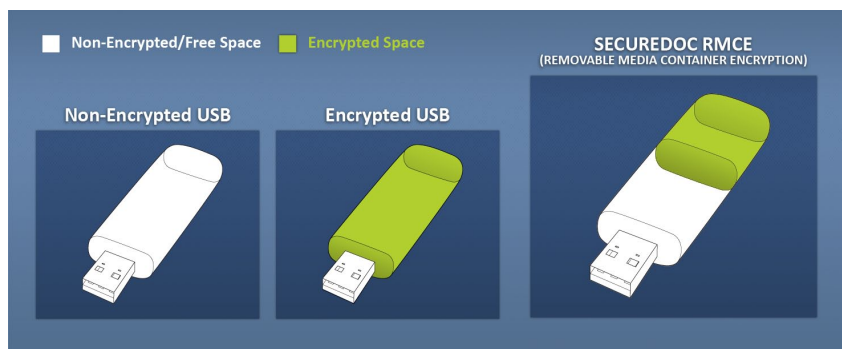 Non-Encrypted/Free Space
Encrypted Space
SECUREDOC RMCE
(REMOVABLE MEDIA CONTAINER ENCRYPTION)
Non-Encrypted USB
Encrypted USB